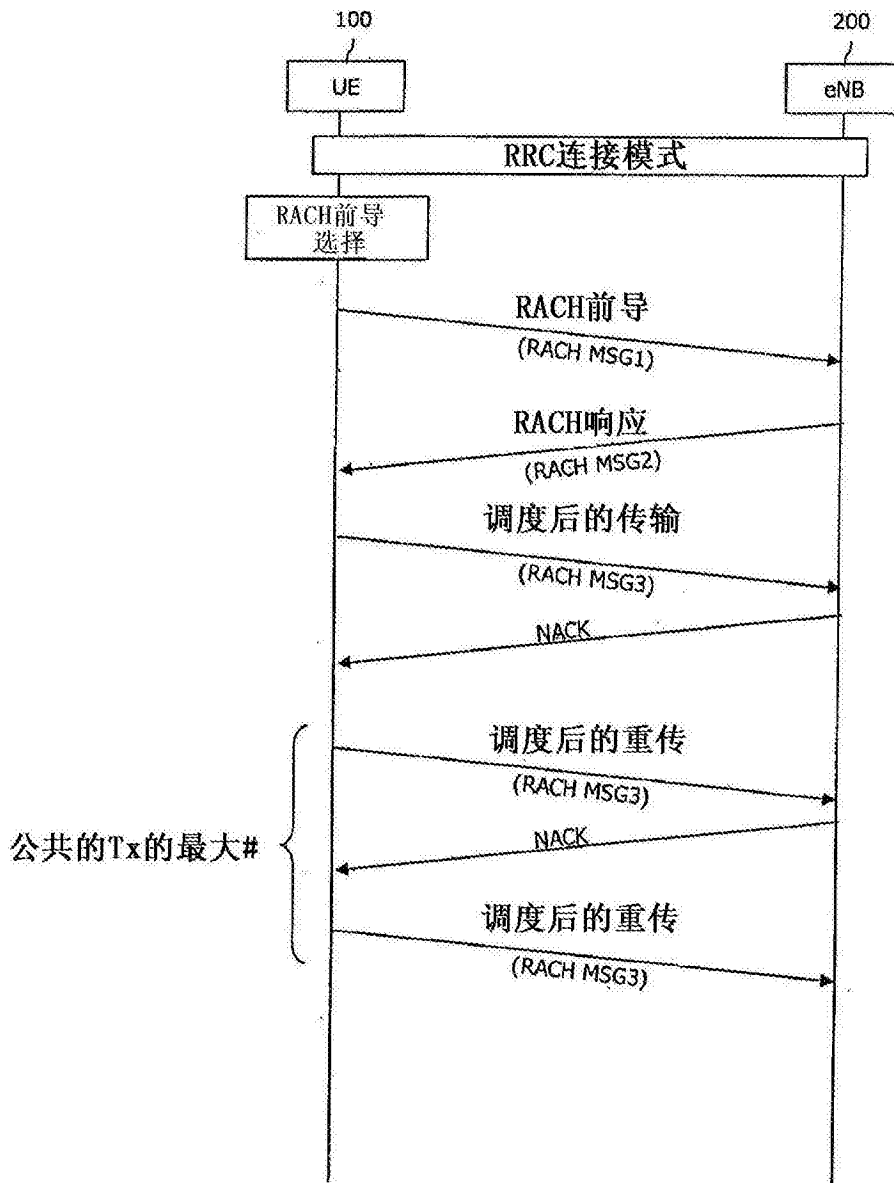 100
200
UE
eNB
RRC连接模式
RACH前导
选择
RACH前导
(RACH MSG1)
RACH响应
(RACH MSG2)
调度后的传输
(RACH MSG3)
NACK
调度后的重传
(RACH MSG3)
NACK
公共的Tx的最大#
调度后的重传
(RACH MSG3)